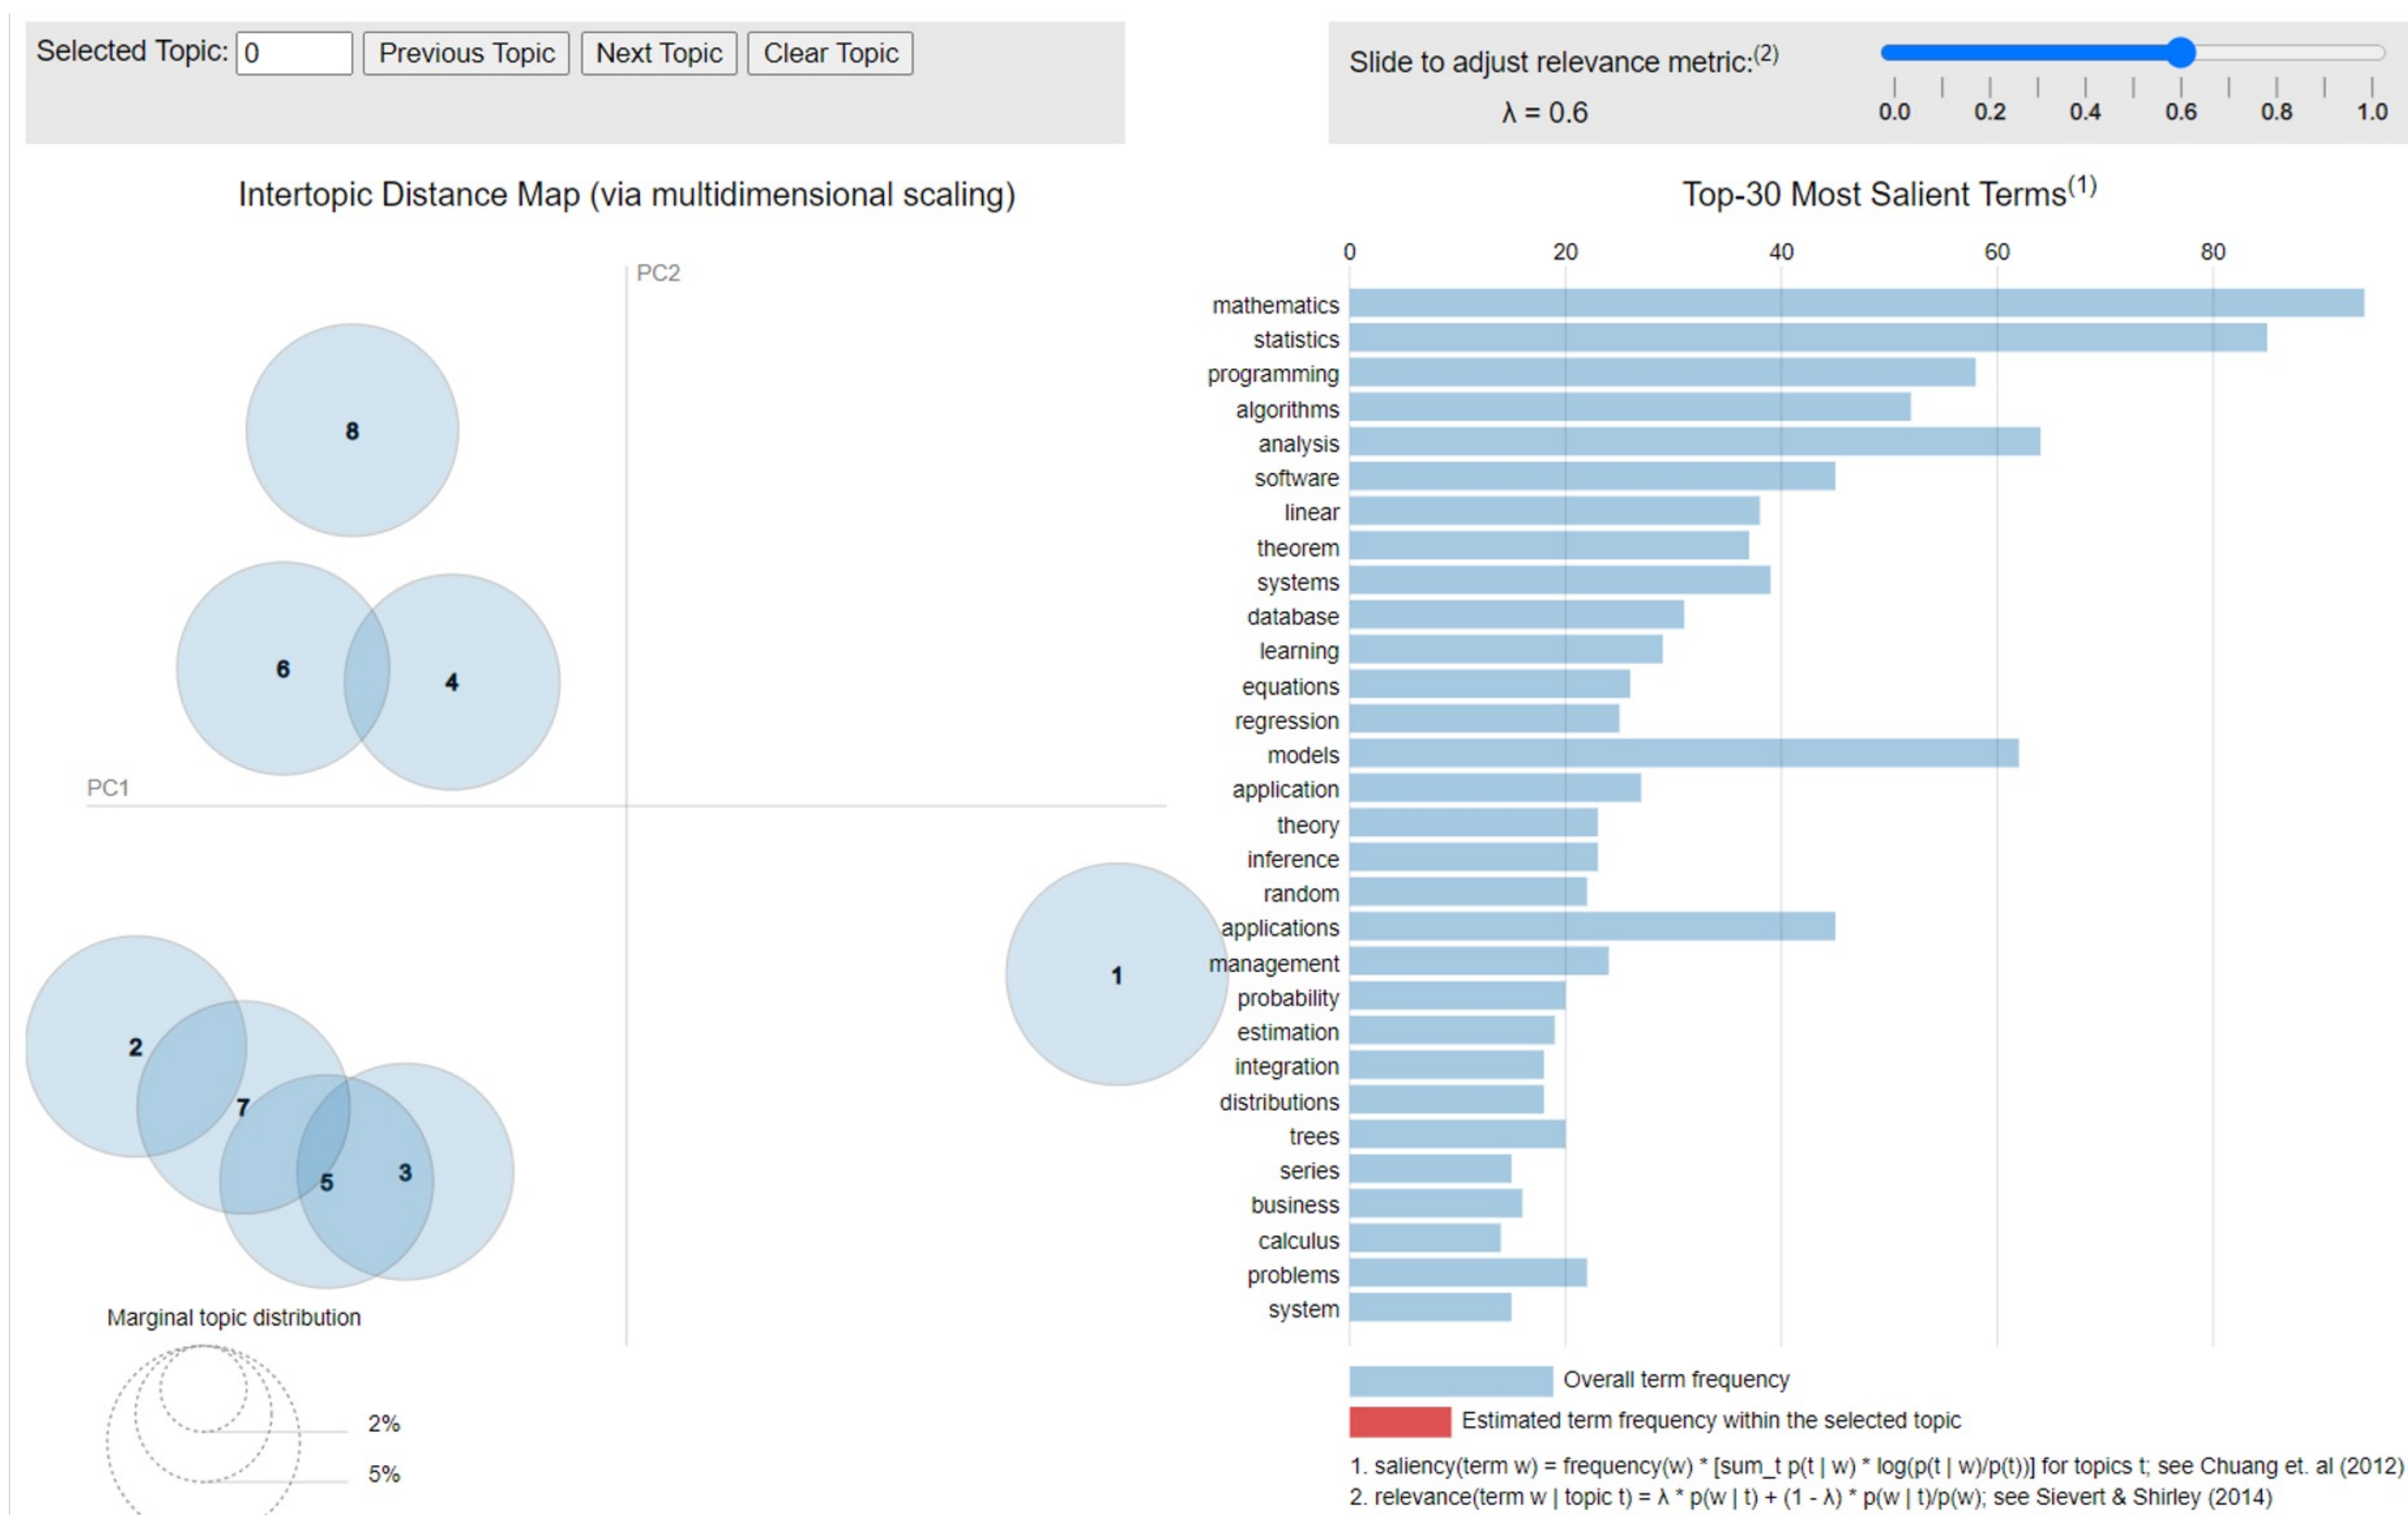 Selected Topic: 0 Previous Topic Next Topic Clear Topic
Slide to adjust relevance metric:(2)
λ = 0.6
0.0 0.2 0.4 0.6 0.8 1.0
Intertopic Distance Map (via multidimensional scaling)
PC2
8
6
4
PC1
1
2
7
5
3
Marginal topic distribution
2%
5%
Top-30 Most Salient Terms(1)
0 20 40 60 80
mathematics
statistics
programming
algorithms
analysis
software
linear
theorem
systems
database
learning
equations
regression
models
application
theory
inference
random
applications
management
probability
estimation
integration
distributions
trees
series
business
calculus
problems
system
Overall term frequency
Estimated term frequency within the selected topic
1. saliency(term w) = frequency(w) * [sum_t p(t | w) * log(p(t | w)/p(t))] for topics t; see Chuang et. al (2012)
2. relevance(term w | topic t) = λ * p(w | t) + (1 - λ) * p(w | t)/p(w); see Sievert & Shirley (2014)